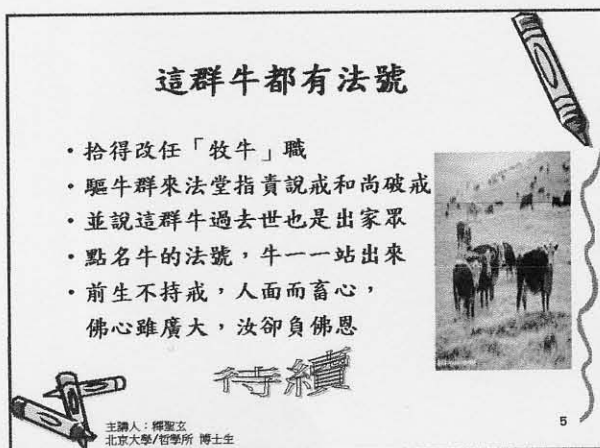 這群牛都有法號
・拾得改任「牧牛」職
・驅牛群來法堂指責說戒和尚破戒
・並說這群牛過去世也是出家眾
・點名牛的法號，牛一一站出來
・前生不持戒，人面而畜心，
佛心雖廣大，汝卻負佛恩
待續
主講人：釋聖玄
北京大學/哲學所 博士生
5